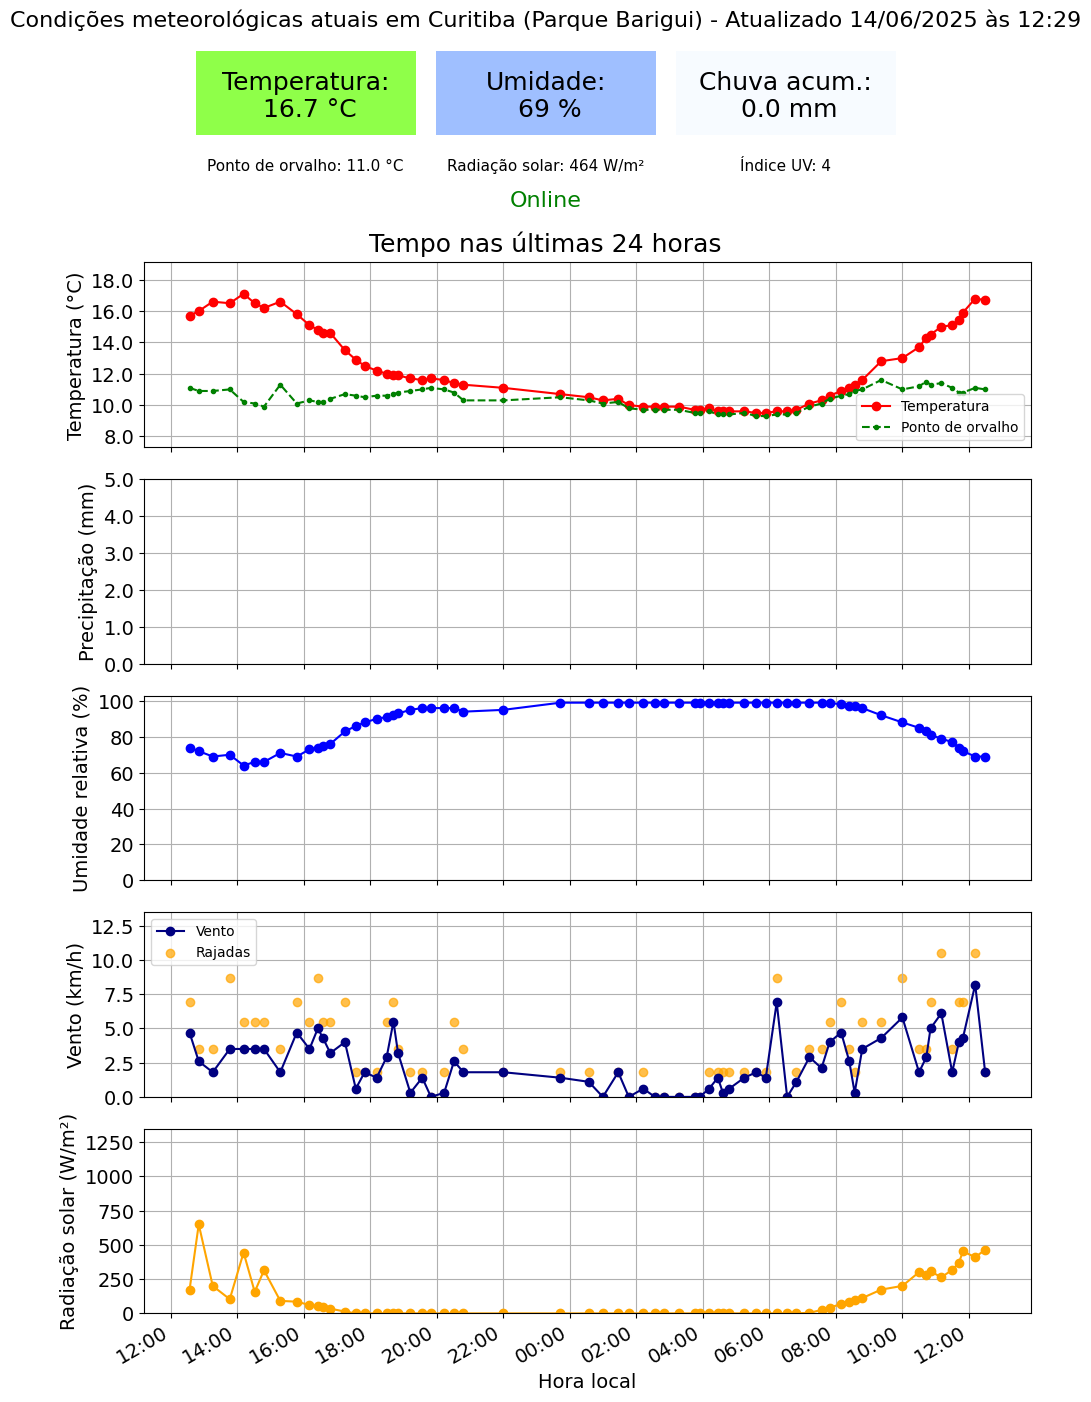 Condições meteorológicas atuais em Curitiba (Parque Barigui) - Atualizado 14/06/2025 às 12:29
Temperatura:
16.7 °C
Umidade:
69 %
Chuva acum.:
0.0 mm
Ponto de orvalho: 11.0 °C
Radiação solar: 464 W/m²
Índice UV: 4
Online
Tempo nas últimas 24 horas
Temperatura (°C)
18.0
16.0
14.0
12.0
10.0
8.0
Temperatura
Ponto de orvalho
Precipitação (mm)
5.0
4.0
3.0
2.0
1.0
0.0
Umidade relativa (%)
100
80
60
40
20
0
Vento (km/h)
12.5
10.0
7.5
5.0
2.5
0.0
Vento
Rajadas
Radiação solar (W/m²)
1250
1000
750
500
250
0
12:00
14:00
16:00
18:00
20:00
22:00
00:00
02:00
04:00
06:00
08:00
10:00
12:00
Hora local